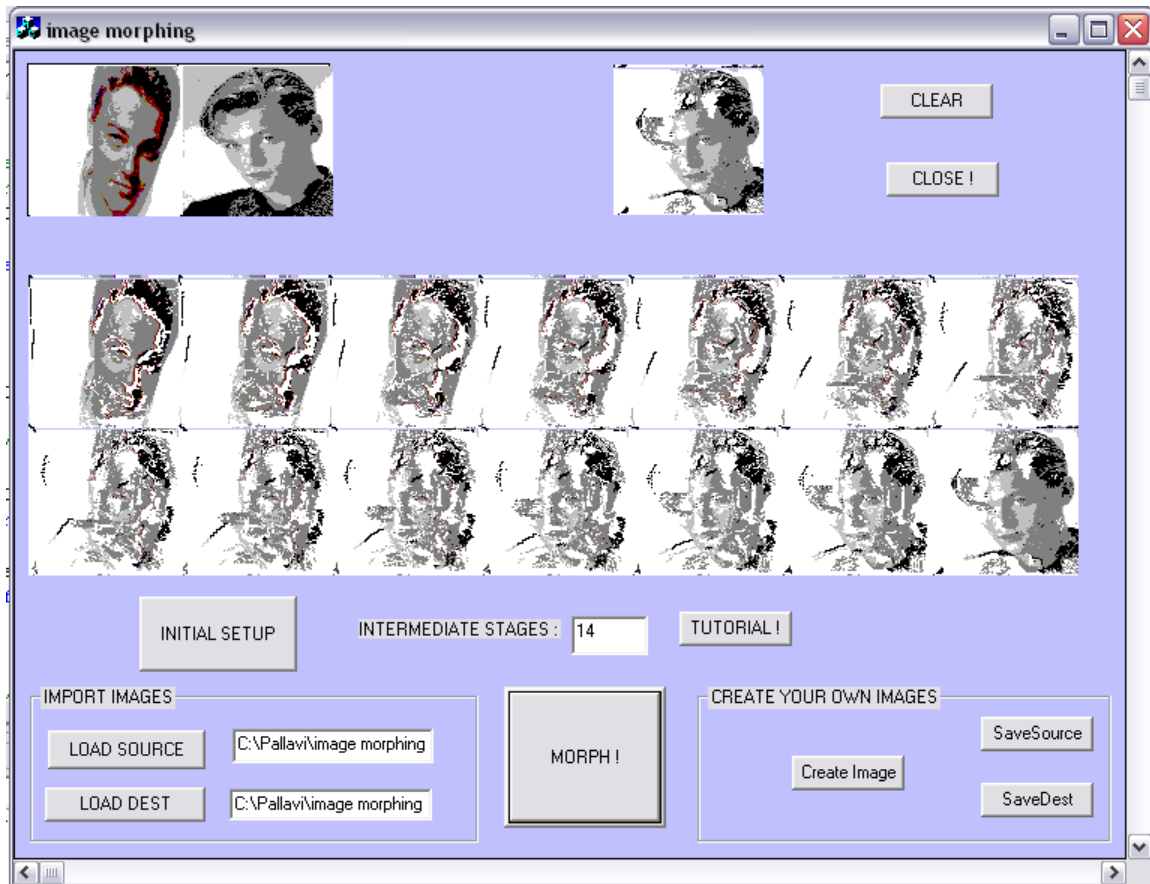 image morphing
CLEAR
CLOSE !
INITIAL SETUP
INTERMEDIATE STAGES :
14
TUTORIAL !
IMPORT IMAGES
LOAD SOURCE
C:\Pallavi\image morphing
LOAD DEST
C:\Pallavi\image morphing
MORPH !
CREATE YOUR OWN IMAGES
Create Image
SaveSource
SaveDest